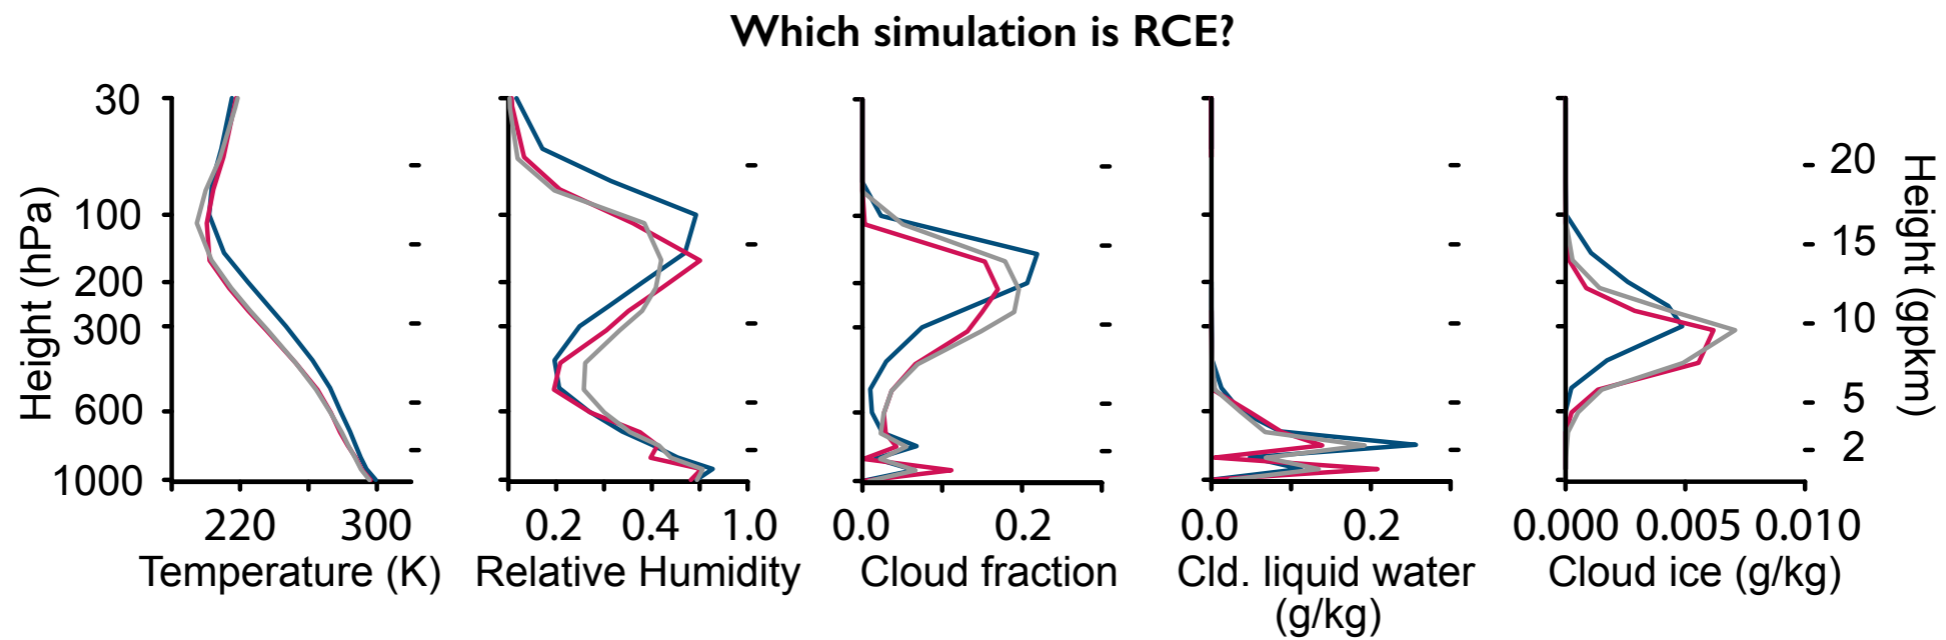 Which simulation is RCE?
Height (hPa)
30
100
200
300
600
1000
220 300
Temperature (K)
0.2 0.4 1.0
Relative Humidity
0.0 0.2
Cloud fraction
0.0 0.2
Cld. liquid water
(g/kg)
0.000 0.005 0.010
Cloud ice (g/kg)
20
15
10
5
2
Height (gpkm)